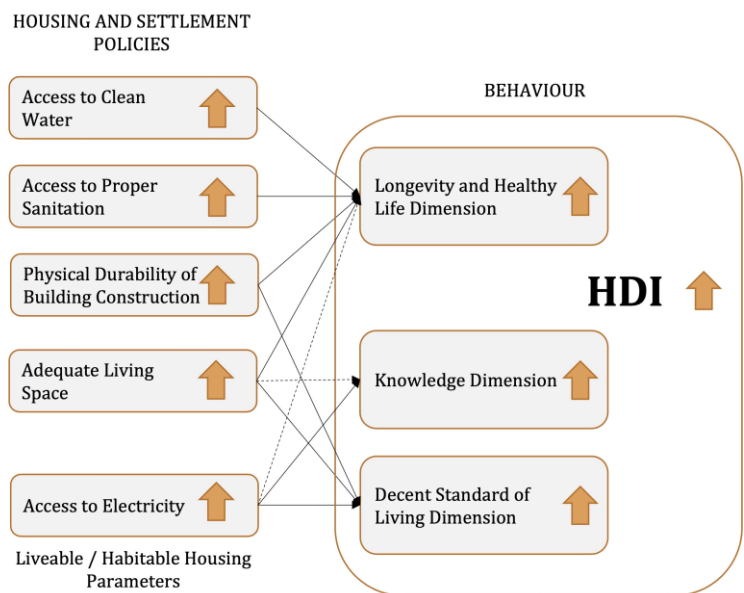 HOUSING AND SETTLEMENT
POLICIES
Access to Clean
Water
Access to Proper
Sanitation
Physical Durability of
Building Construction
Adequate Living
Space
Access to Electricity
Liveable / Habitable Housing
Parameters
BEHAVIOUR
Longevity and Healthy
Life Dimension
HDI
Knowledge Dimension
Decent Standard of
Living Dimension